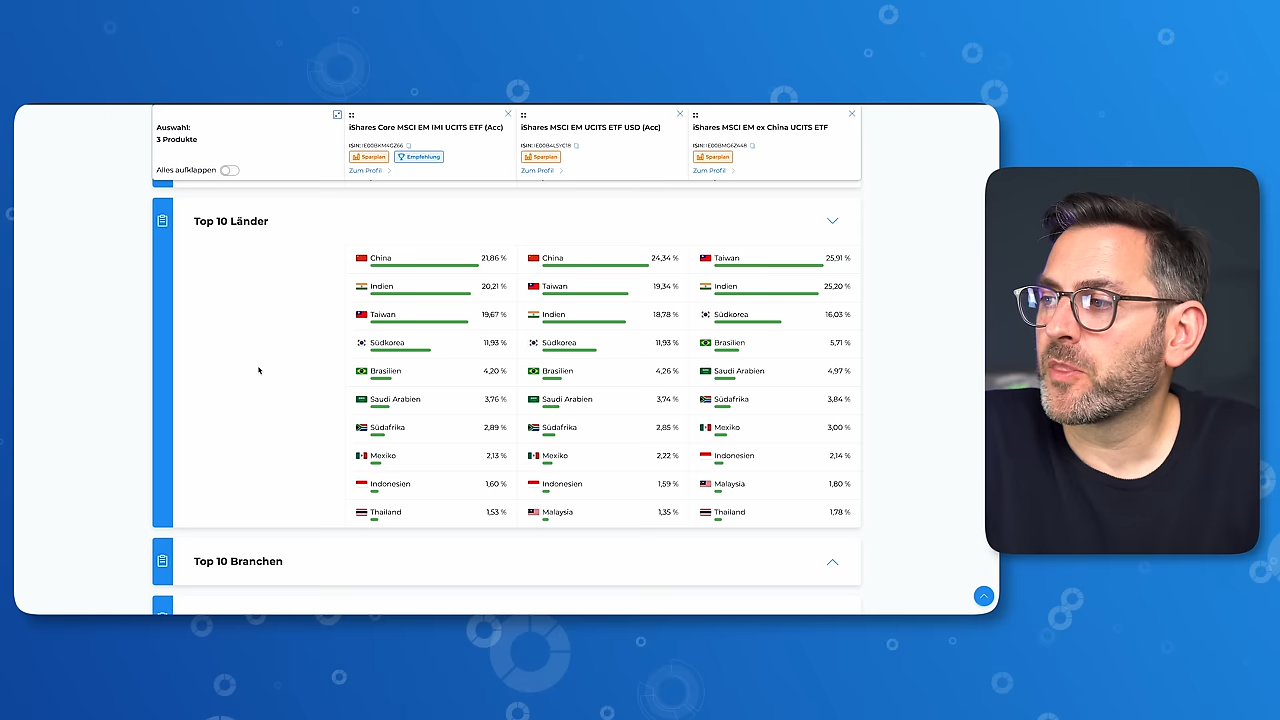 Auswahl:
3 Produkte
Alles aufklappen
iShares Core MSCI EM IMI UCITS ETF (Acc)
ISIN: IE00BKM4GZ66
Sparplan
Empfehlung
Zum Profil
iShares MSCI EM UCITS ETF USD (Acc)
ISIN: IE00B4L5YC18
Sparplan
Zum Profil
iShares MSCI EM ex China UCITS ETF
ISIN: IE00BMG6Z448
Sparplan
Zum Profil
Top 10 Länder
China 21,86 % China 24,34 % Taiwan 25,91 %
Indien 20,21 % Taiwan 19,34 % Indien 25,20 %
Taiwan 19,67 % Indien 18,78 % Südkorea 16,03 %
Südkorea 11,93 % Südkorea 11,93 % Brasilien 5,71 %
Brasilien 4,20 % Brasilien 4,26 % Saudi Arabien 4,97 %
Saudi Arabien 3,76 % Saudi Arabien 3,74 % Südafrika 3,84 %
Südafrika 2,89 % Südafrika 2,85 % Mexiko 3,00 %
Mexiko 2,13 % Mexiko 2,22 % Indonesien 2,14 %
Indonesien 1,60 % Indonesien 1,59 % Malaysia 1,80 %
Thailand 1,53 % Malaysia 1,35 % Thailand 1,78 %
Top 10 Branchen